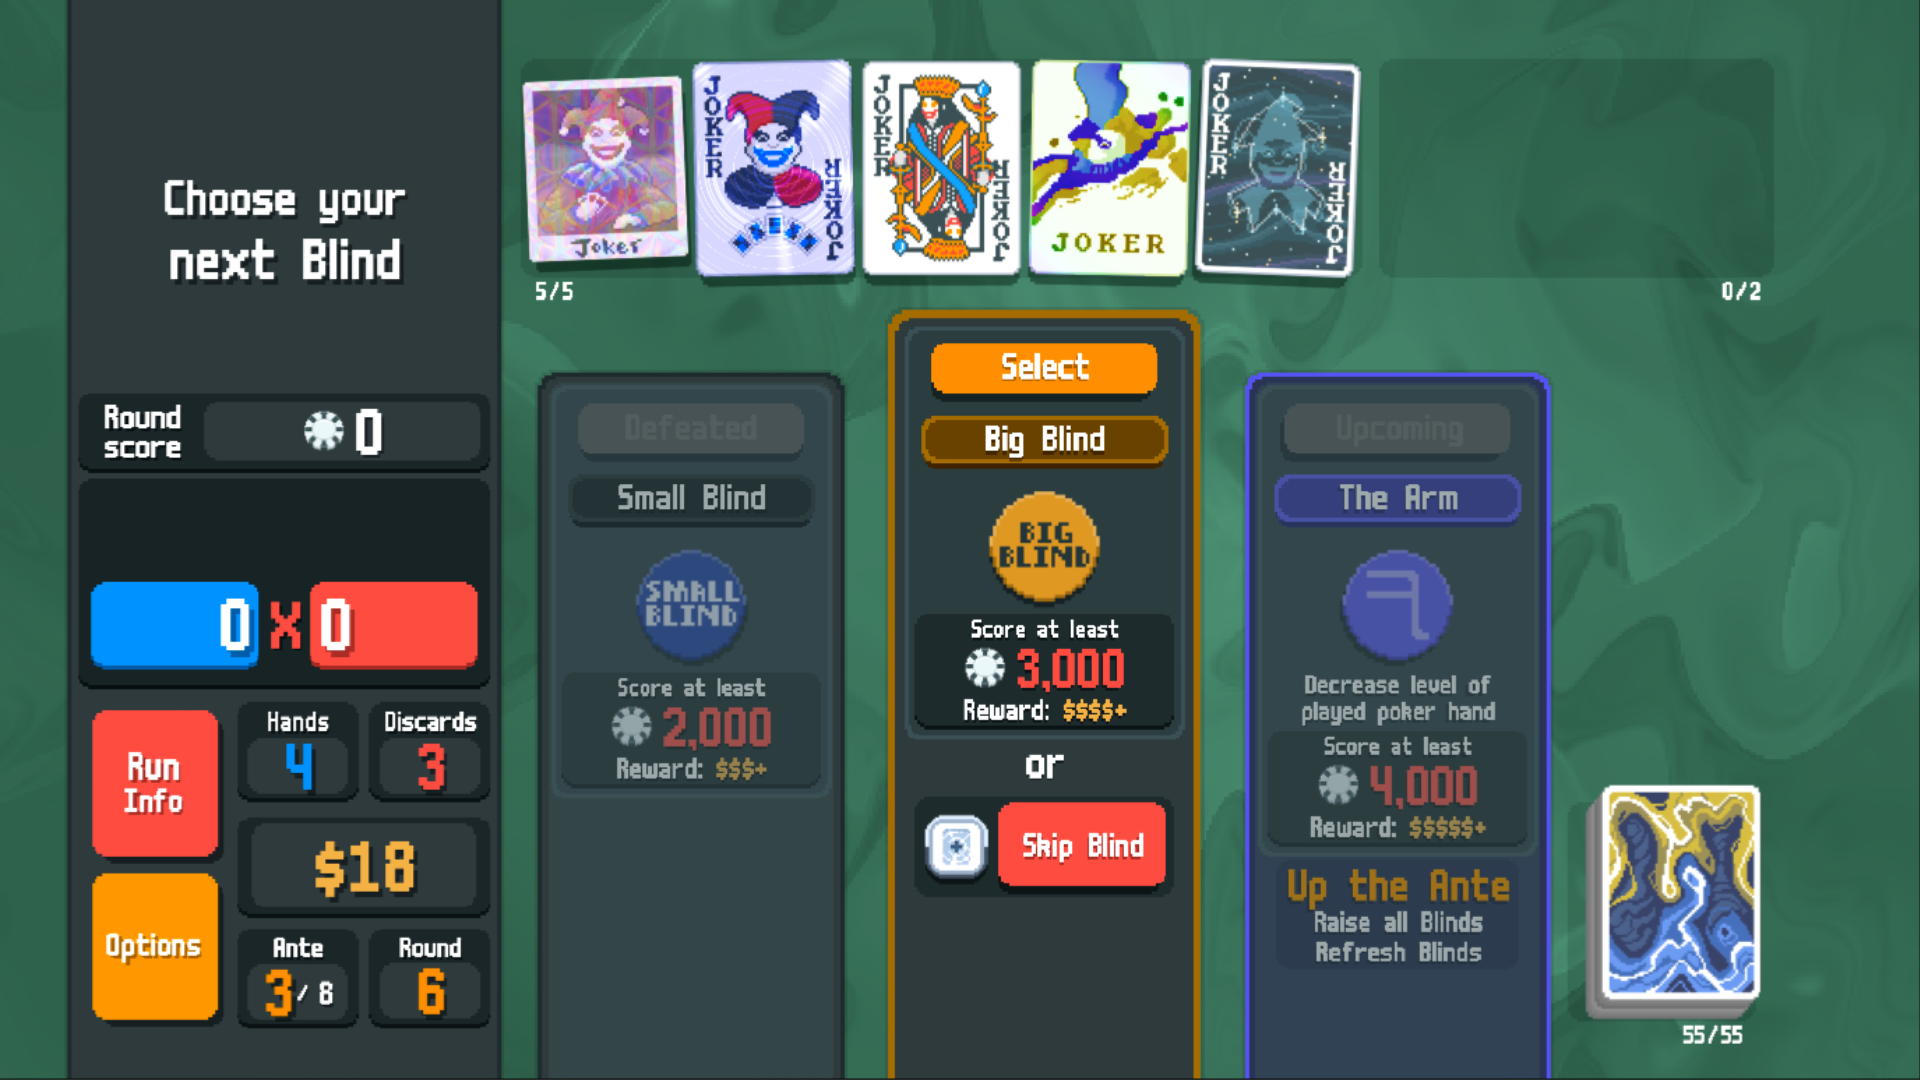 Choose your
next Blind
Round
score
0
0 X 0
Run
Info
Hands
4
Discards
3
$18
Options
Ante
3/8
Round
6
Joker
JOKER
JOKER
JOKER
JOKER
JOKER
JOKER
JOKER
5/5
0/2
Defeated
Small Blind
SMALL
BLIND
Score at least
2,000
Reward: $$$+
Select
Big Blind
BIG
BLIND
Score at least
3,000
Reward: $$$$+
or
Skip Blind
Upcoming
The Arm
Decrease level of
played poker hand
Score at least
4,000
Reward: $$$$$+
Up the Ante
Raise all Blinds
Refresh Blinds
55/55